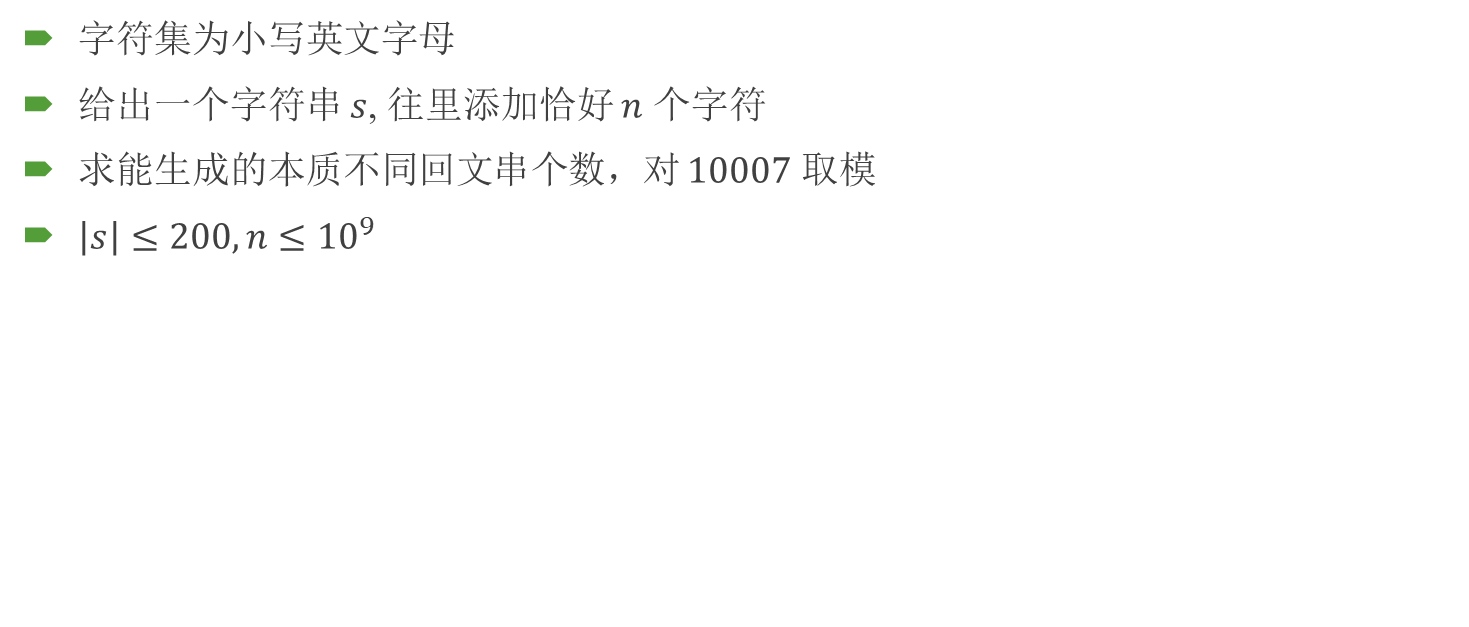 字符集为小写英文字母
给出一个字符串 s, 往里添加恰好 n 个字符
求能生成的本质不同回文串个数，对 10007 取模
|s| ≤ 200, n ≤ 10⁹